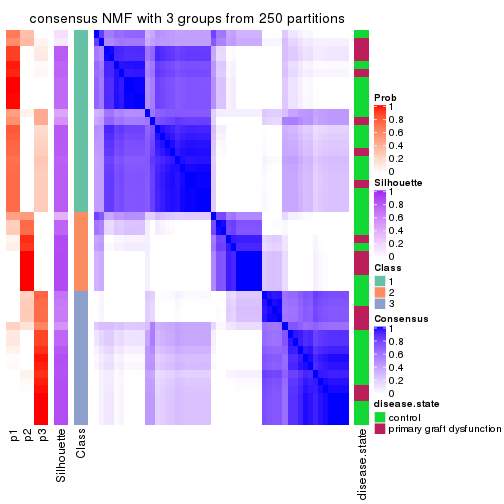 consensus NMF with 3 groups from 250 partitions
Prob
1
0.8
0.6
0.4
0.2
0
Silhouette
1
0.8
0.6
0.4
0.2
0
Class
1
2
3
Consensus
1
0.8
0.6
0.4
0.2
0
disease.state
control
primary graft dysfunction
p1
p2
p3
Silhouette
Class
disease.state